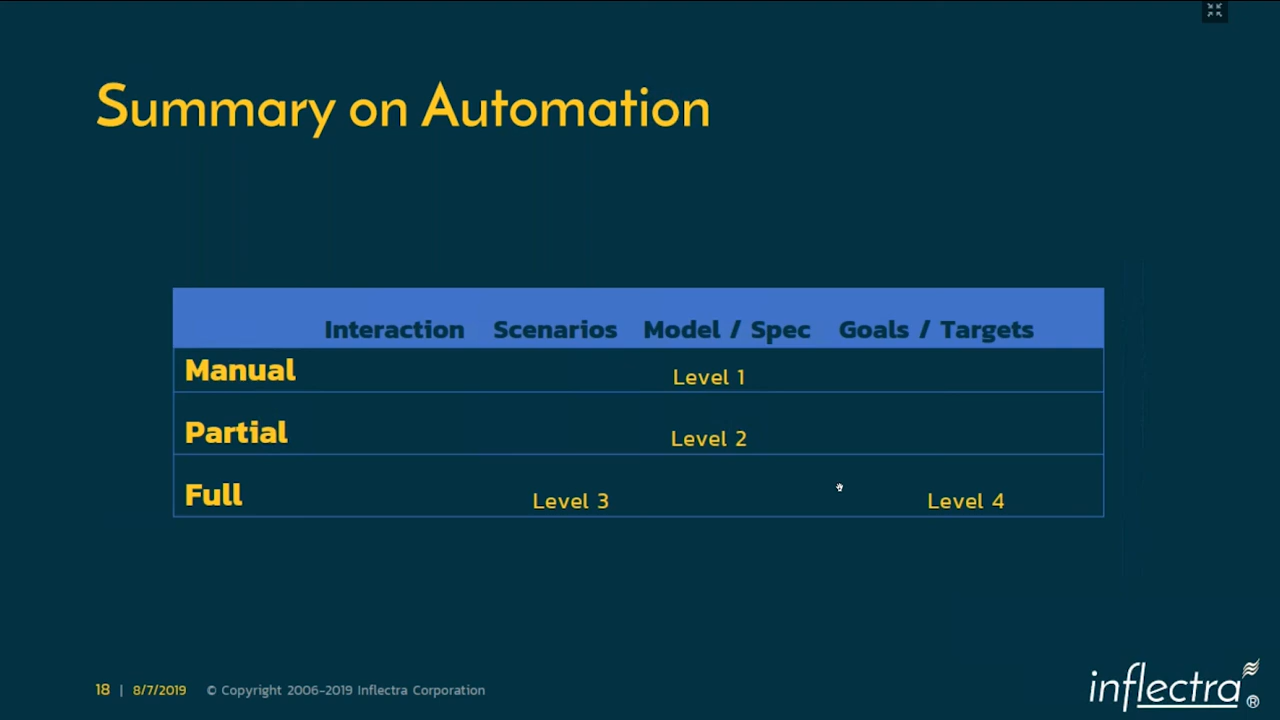 Summary on Automation
Interaction Scenarios Model / Spec Goals / Targets
Manual Level 1
Partial Level 2
Full Level 3 Level 4
18 | 8/7/2019 © Copyright 2006-2019 Inflectra Corporation
inflectra®